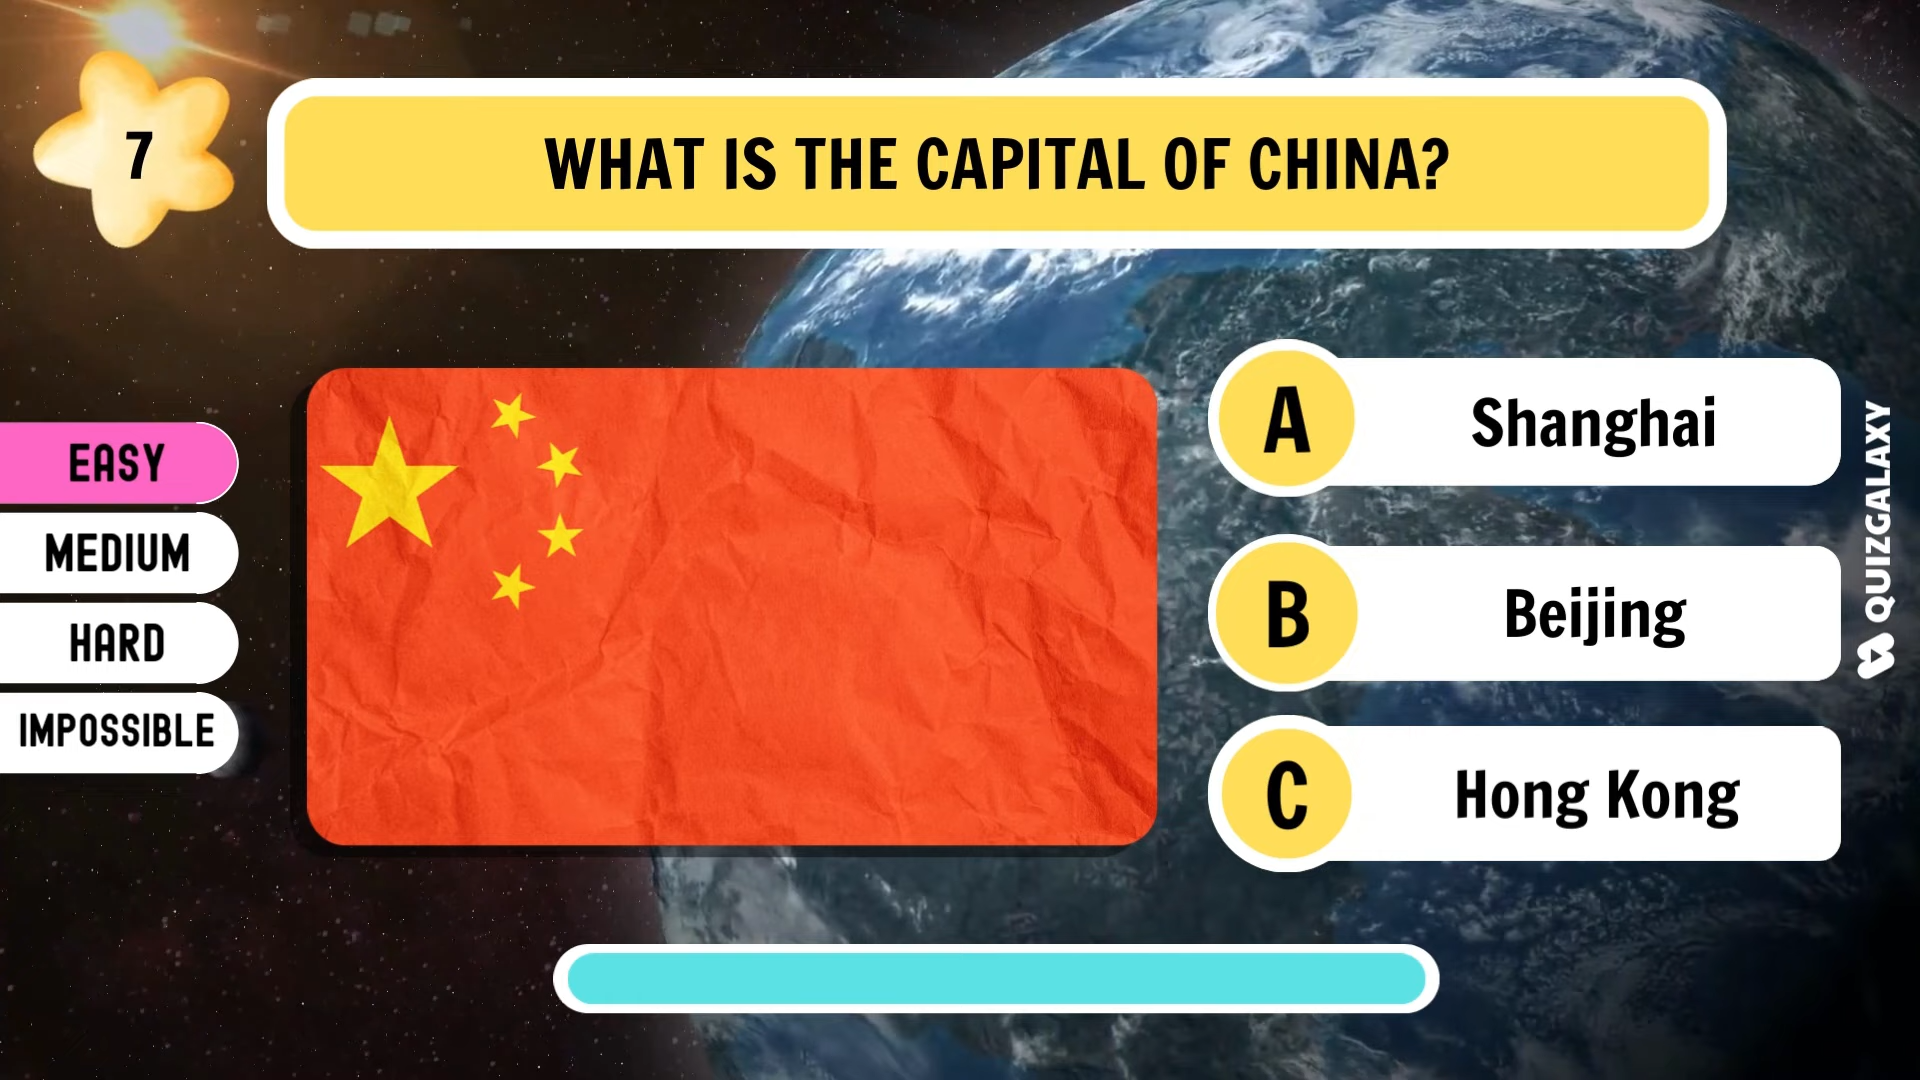 7
WHAT IS THE CAPITAL OF CHINA?
EASY
MEDIUM
HARD
IMPOSSIBLE
A
Shanghai
B
Beijing
C
Hong Kong
QUIZGALAXY